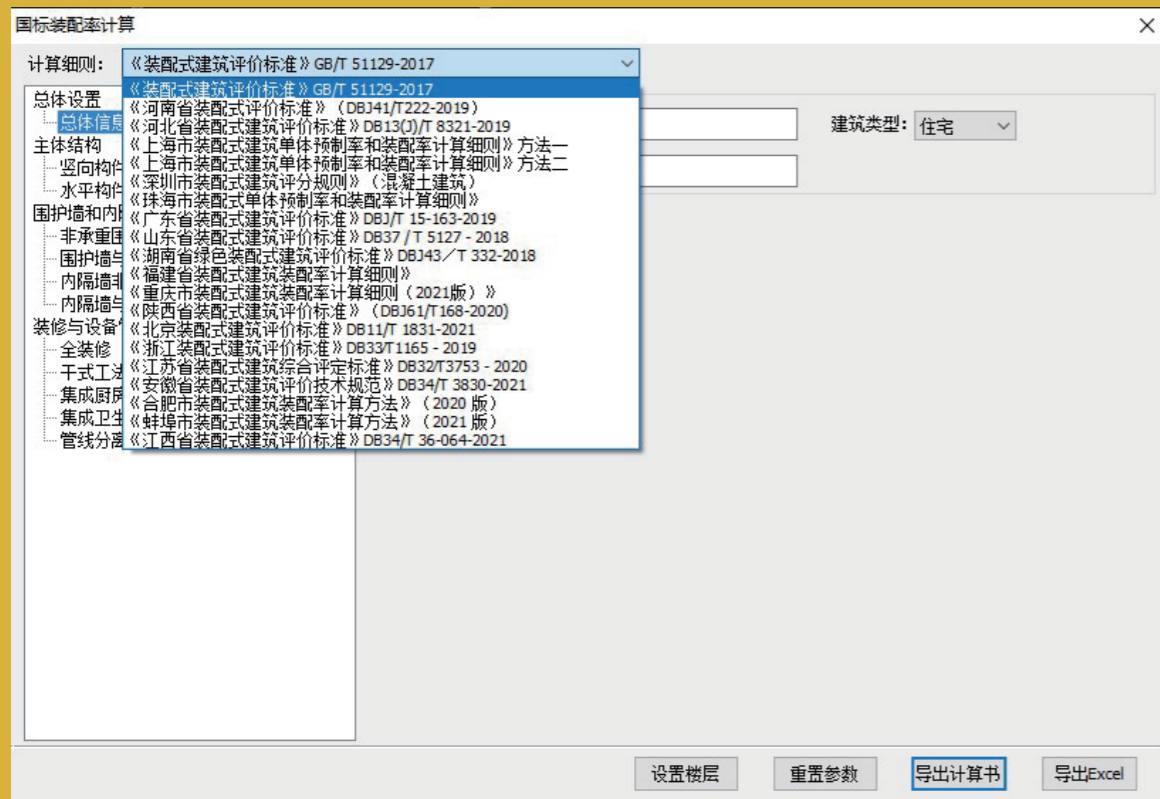 国标装配率计算
计算细则：
《装配式建筑评价标准》GB/T 51129-2017
《装配式建筑评价标准》GB/T 51129-2017
《河南省装配式评价标准》（DBJ41/T222-2019）
《河北省装配式建筑评价标准》DB13(J)/T 8321-2019
《上海市装配式建筑单体预制率和装配率计算细则》方法一
《上海市装配式建筑单体预制率和装配率计算细则》方法二
《深圳市装配式建筑评分规则》（混凝土建筑）
《珠海市装配式单体预制率和装配率计算细则》
《广东省装配式建筑评价标准》DBJ/T 15-163-2019
《山东省装配式建筑评价标准》DB37 / T 5127 - 2018
《湖南省绿色装配式建筑评价标准》DBJ43／T 332-2018
《福建省装配式建筑装配率计算细则》
《重庆市装配式建筑装配率计算细则（2021版）》
《陕西省装配式建筑评价标准》（DBJ61/T168-2020)
《北京装配式建筑评价标准》DB11/T 1831-2021
《浙江装配式建筑评价标准》DB33/T1165 - 2019
《江苏省装配式建筑综合评定标准》DB32/T3753 - 2020
《安徽省装配式建筑评价技术规范》DB34/T 3830-2021
《合肥市装配式建筑装配率计算方法》（2020 版）
《蚌埠市装配式建筑装配率计算方法》（2021 版）
《江西省装配式建筑评价标准》DB34/T 36-064-2021
总体设置
总体信息
主体结构
竖向构件
水平构件
围护墙和内
非承重围
围护墙与
内隔墙非
内隔墙与
装修与设备
全装修
干式工法
集成厨房
集成卫生
管线分离
建筑类型：
住宅
设置楼层
重置参数
导出计算书
导出Excel